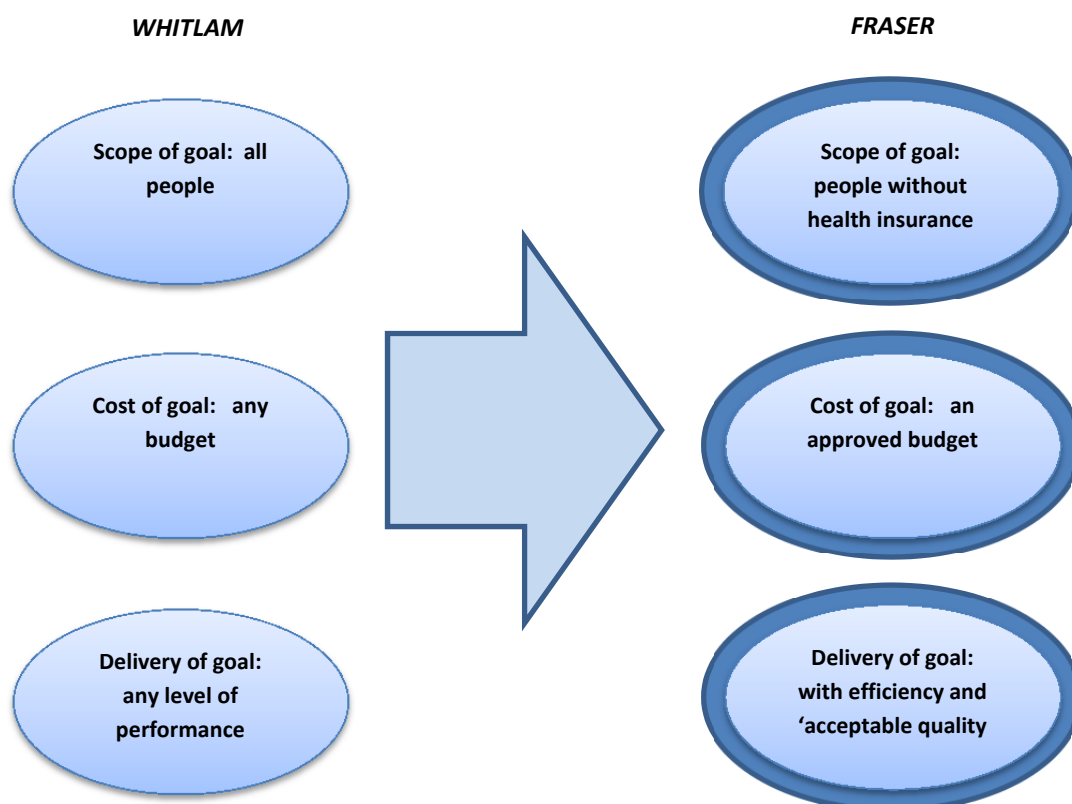 WHITLAM
FRASER
Scope of goal:  all
people
Scope of goal:
people without
health insurance
Cost of goal:   any
budget
Cost of goal:   an
approved budget
Delivery of goal:
any level of
performance
Delivery of goal:
with efficiency and
‘acceptable quality